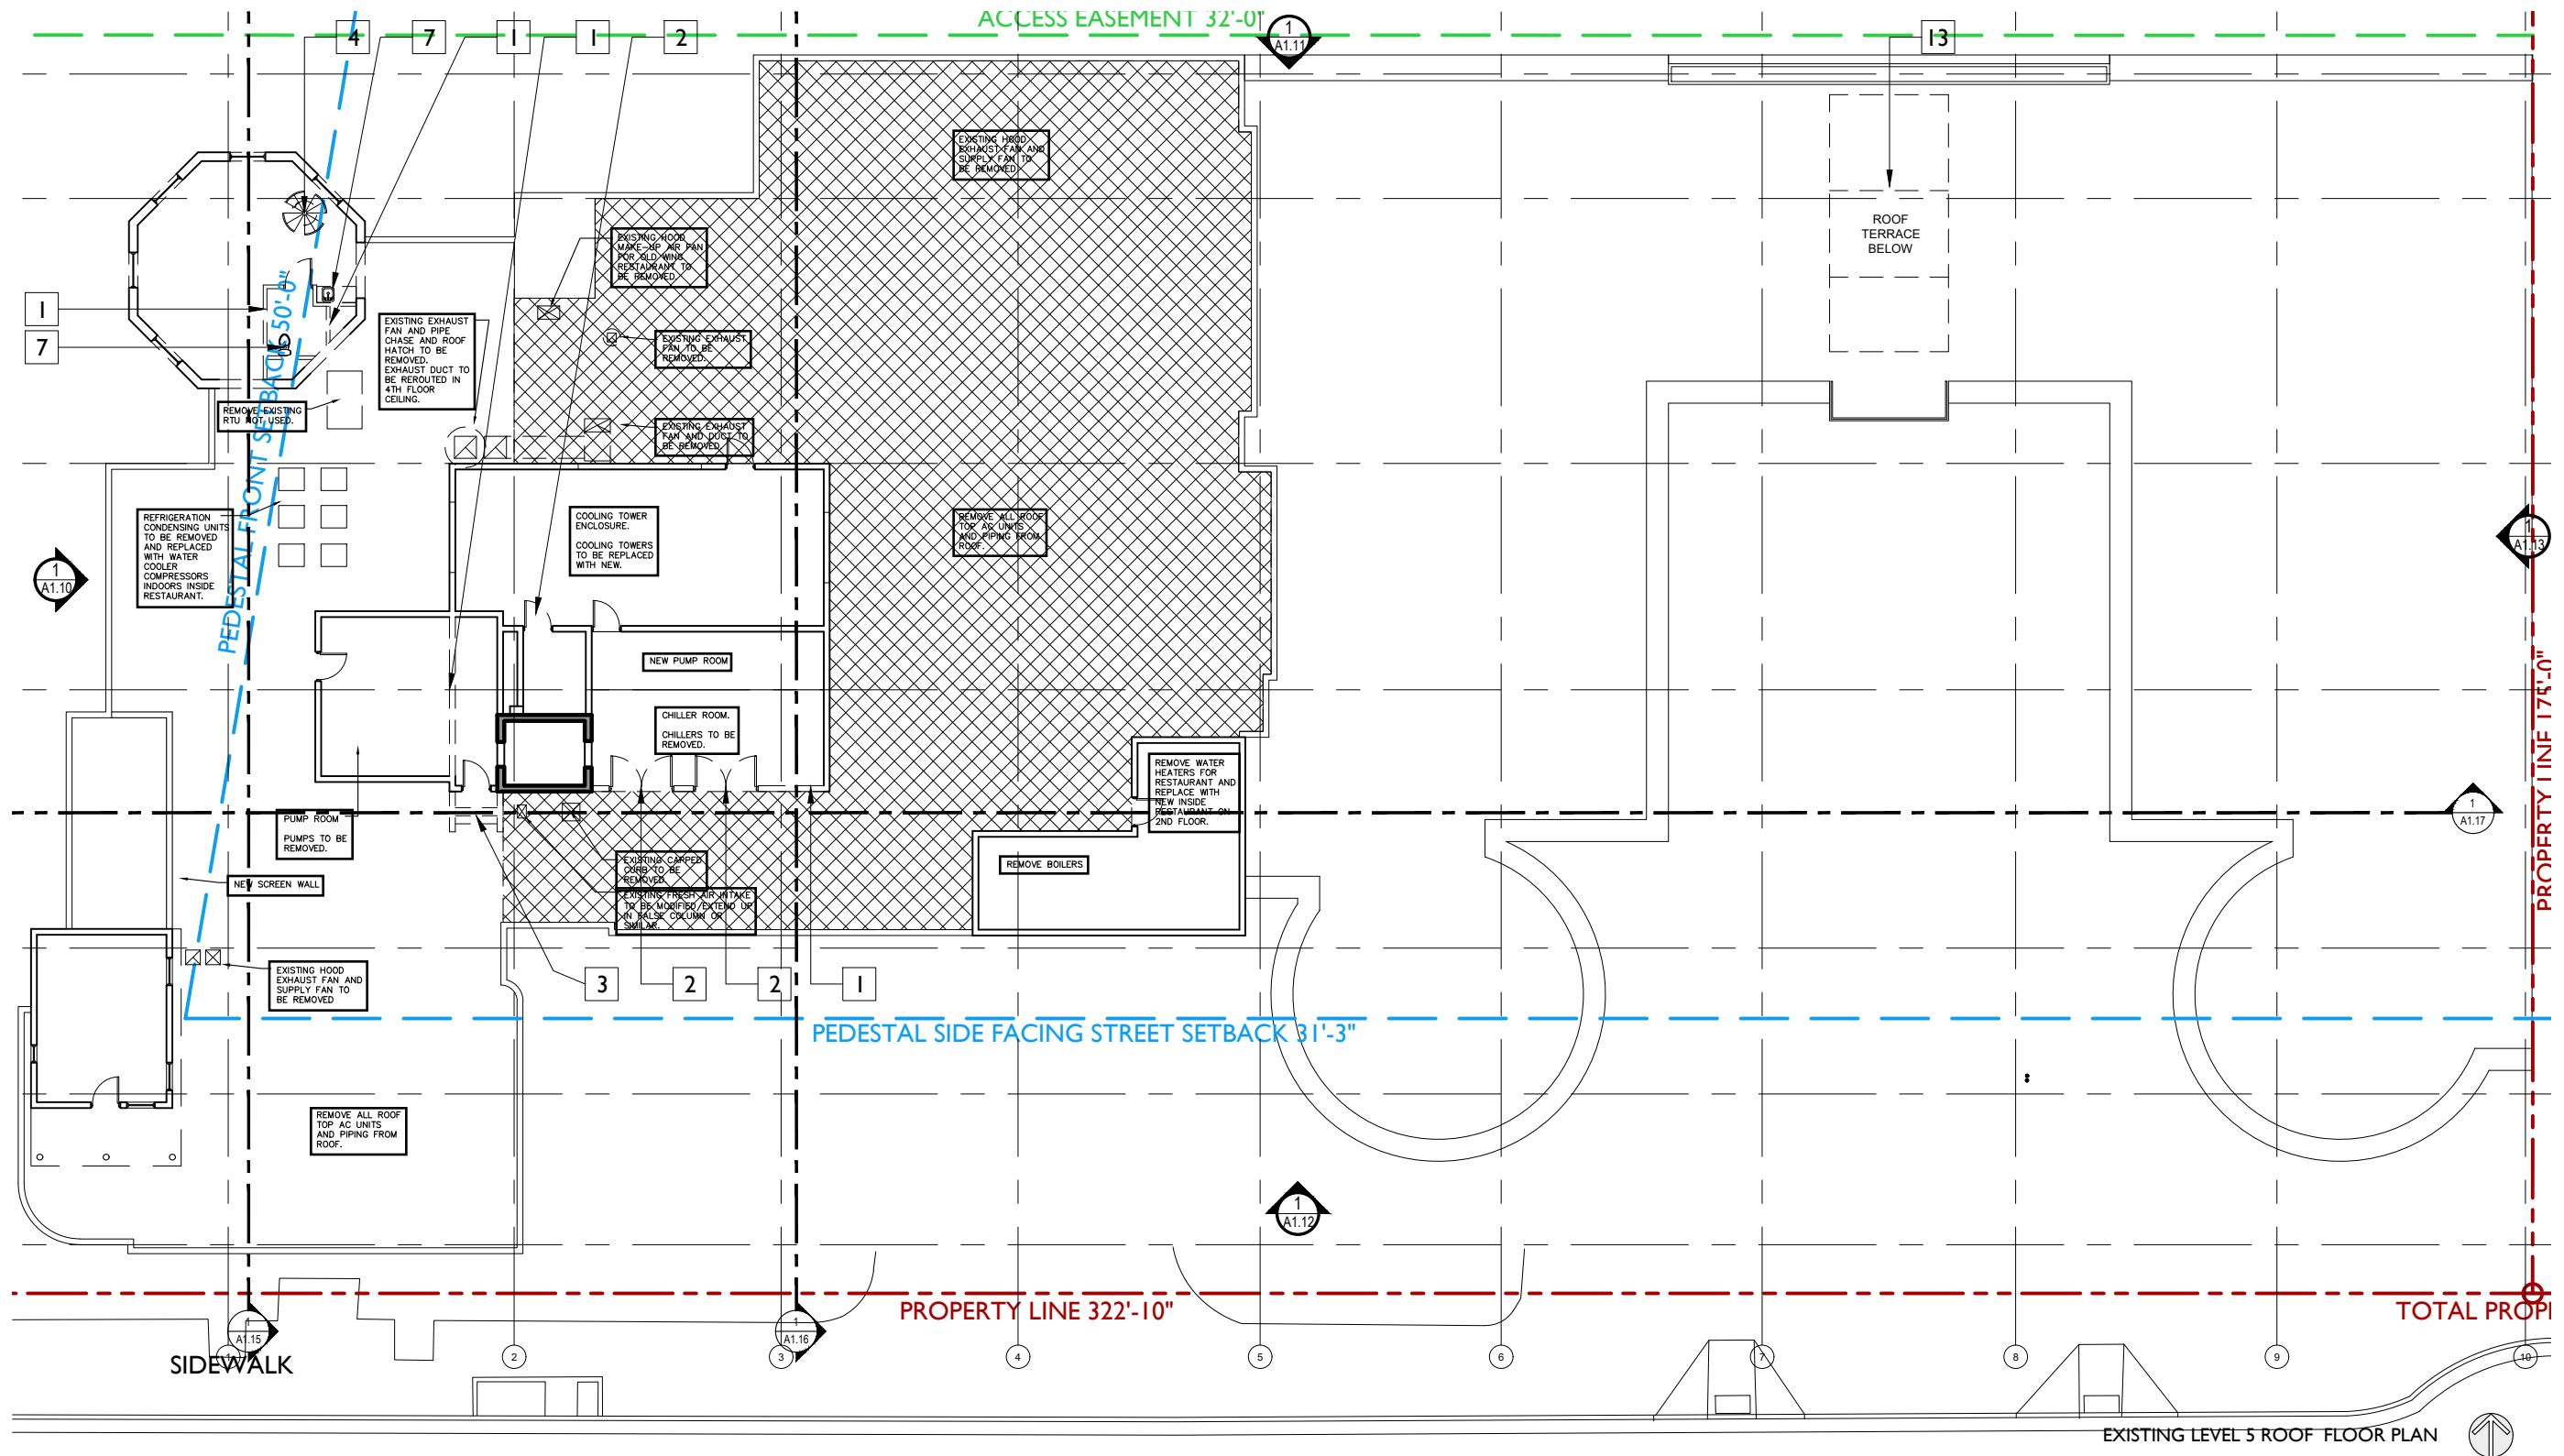 ACCESS EASEMENT 32'-0"
4
7
1
1
2
1
A1.11
13
EXISTING HOOD
EXHAUST FAN AND
SUPPLY FAN TO
BE REMOVED
ROOF
TERRACE
BELOW
EXISTING HOOD
MAKE-UP AIR FAN
FOR OLD WING
RESTAURANT TO
BE REMOVED.
1
7
EXISTING EXHAUST
FAN AND PIPE
CHASE AND ROOF
HATCH TO BE
REMOVED.
EXHAUST DUCT TO
BE REROUTED IN
4TH FLOOR
CEILING.
EXISTING EXHAUST
FAN TO BE
REMOVED.
REMOVE EXISTING
RTU NOT USED.
EXISTING EXHAUST
FAN AND DUCT TO
BE REMOVED
PEDESTAL FRONT SETBACK 50'-0"
REFRIGERATION
CONDENSING UNITS
TO BE REMOVED
AND REPLACED
WITH WATER
COOLER
COMPRESSORS
INDOORS INSIDE
RESTAURANT.
COOLING TOWER
ENCLOSURE.
COOLING TOWERS
TO BE REPLACED
WITH NEW.
REMOVE ALL ROOF
TOP AC UNITS
AND PIPING FROM
ROOF.
1
A1.10
1
A1.13
NEW PUMP ROOM
CHILLER ROOM.
CHILLERS TO BE
REMOVED.
PROPERTY LINE 175'-0"
REMOVE WATER
HEATERS FOR
RESTAURANT AND
REPLACE WITH
NEW INSIDE
RESTAURANT ON
2ND FLOOR.
1
A1.17
PUMP ROOM
PUMPS TO BE
REMOVED.
EXISTING CAPPED
CURB TO BE
REMOVED
REMOVE BOILERS
NEW SCREEN WALL
EXISTING FRESH AIR INTAKE
TO BE MODIFIED/EXTEND UP
IN FALSE COLUMN OR
SIMILAR.
EXISTING HOOD
EXHAUST FAN AND
SUPPLY FAN TO
BE REMOVED
3
2
2
1
PEDESTAL SIDE FACING STREET SETBACK 31'-3"
REMOVE ALL ROOF
TOP AC UNITS
AND PIPING FROM
ROOF.
1
A1.12
PROPERTY LINE 322'-10"
TOTAL PROPE
1
A1.15
1
A1.16
SIDEWALK
1
2
3
4
5
6
7
8
9
10
EXISTING LEVEL 5 ROOF FLOOR PLAN